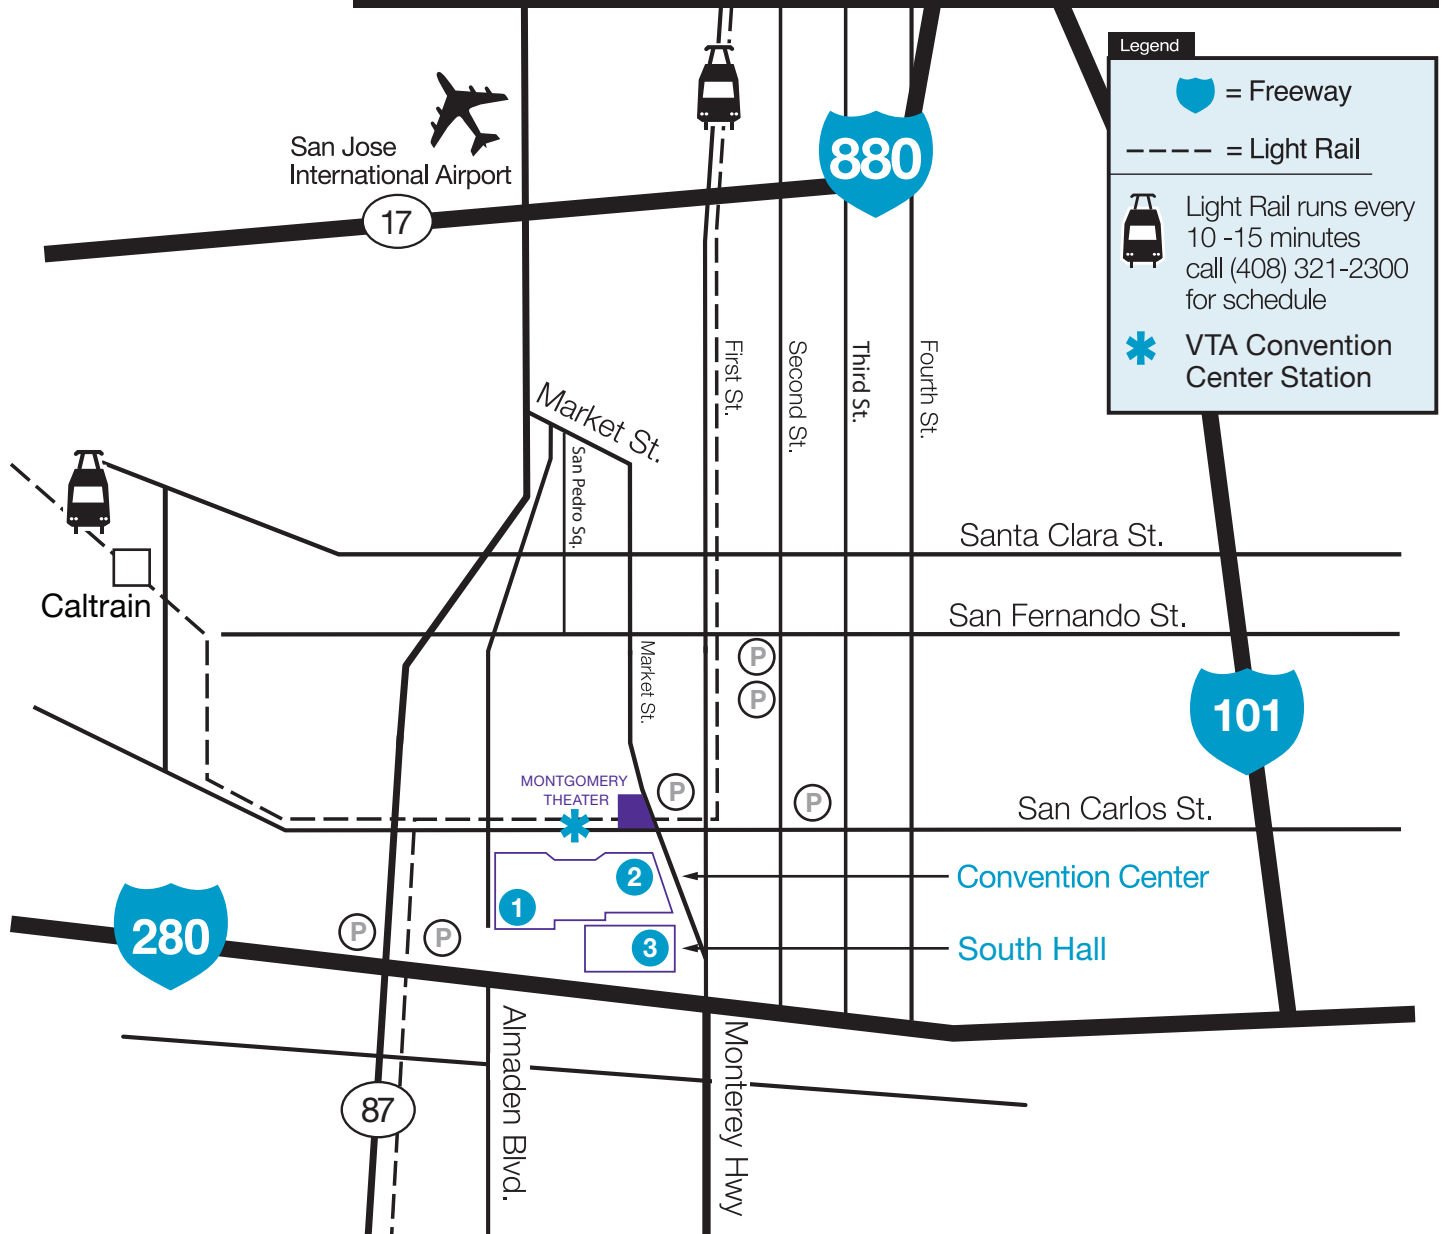 Legend
= Freeway
= Light Rail
Light Rail runs every
10 -15 minutes
call (408) 321-2300
for schedule
VTA Convention
Center Station
San Jose
International Airport
880
17
First St.
Second St.
Third St.
Fourth St.
Market St.
San Pedro Sq.
Santa Clara St.
Caltrain
San Fernando St.
Market St.
P
P
101
MONTGOMERY
THEATER
P
P
San Carlos St.
Convention Center
2
1
280
P
P
3
South Hall
Almaden Blvd.
Monterey Hwy
87